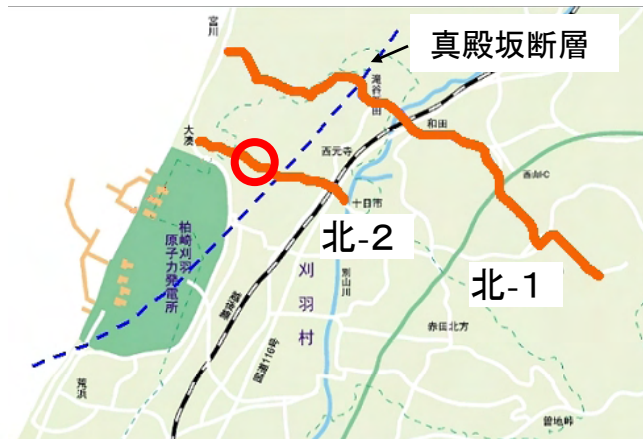 宮川
真殿坂断層
滝谷新田
大湊
和田
西元寺
西山I.C
十日市
北-2
北-1
柏崎刈羽
原子力発電所
刈羽村
別山川
越後線
国道116号
赤田北方
荒浜
曽地峠